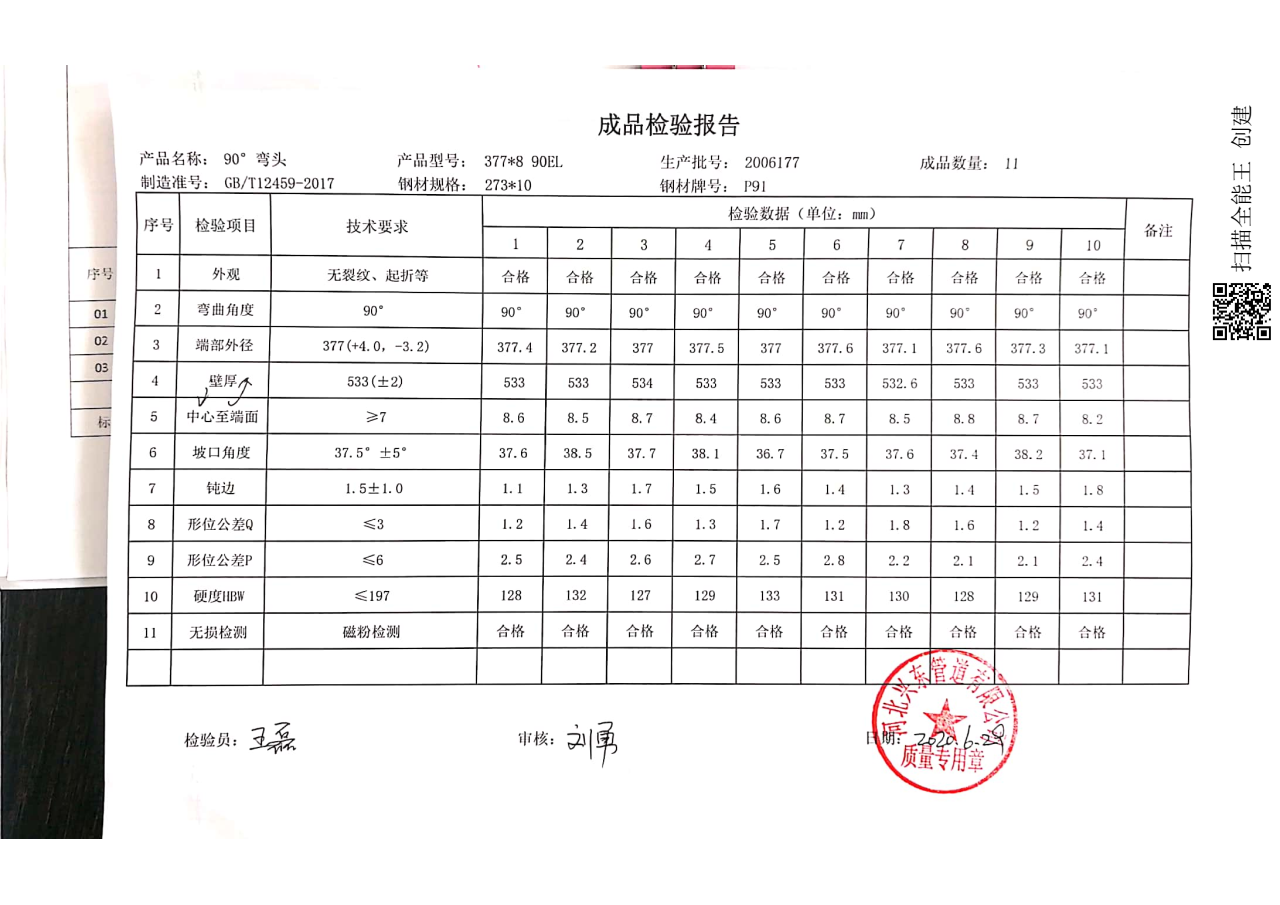 成品检验报告
产品名称： 90°弯头 产品型号： 377*8 90EL 生产批号： 2006177 成品数量： 11
制造准号： GB/T12459-2017 钢材规格： 273*10 钢材牌号： P91
序号 检验项目 技术要求 检验数据（单位：mm） 备注
1 2 3 4 5 6 7 8 9 10
1 外观 无裂纹、起折等 合格 合格 合格 合格 合格 合格 合格 合格 合格 合格
2 弯曲角度 90° 90° 90° 90° 90° 90° 90° 90° 90° 90° 90°
3 端部外径 377(+4.0, -3.2) 377.4 377.2 377 377.5 377 377.6 377.1 377.6 377.3 377.1
4 壁厚 533(±2) 533 533 534 533 533 533 532.6 533 533 533
5 中心至端面 ≥7 8.6 8.5 8.7 8.4 8.6 8.7 8.5 8.8 8.7 8.2
6 坡口角度 37.5° ±5° 37.6 38.5 37.7 38.1 36.7 37.5 37.6 37.4 38.2 37.1
7 钝边 1.5±1.0 1.1 1.3 1.7 1.5 1.6 1.4 1.3 1.4 1.5 1.8
8 形位公差Q ≤3 1.2 1.4 1.6 1.3 1.7 1.2 1.8 1.6 1.2 1.4
9 形位公差P ≤6 2.5 2.4 2.6 2.7 2.5 2.8 2.2 2.1 2.1 2.4
10 硬度HBW ≤197 128 132 127 129 133 131 130 128 129 131
11 无损检测 磁粉检测 合格 合格 合格 合格 合格 合格 合格 合格 合格 合格
检验员： 王磊 审核： 刘勇 日期： 2020.6.29
河北兴东管道有限公司
质量专用章
序号
01
02
03
标
扫描全能王 创建